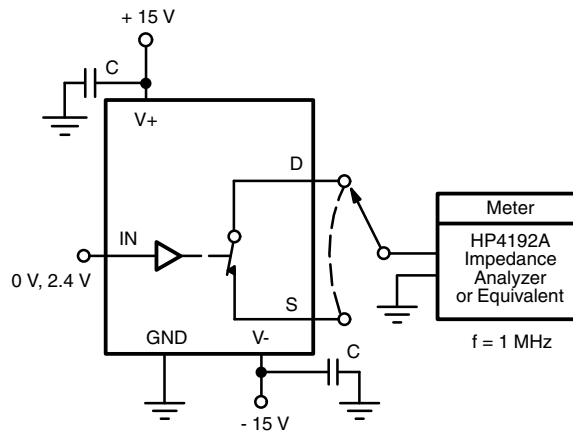 + 15 V
C
V+
D
Meter
IN
HP4192A
Impedance
Analyzer
or Equivalent
0 V, 2.4 V
S
GND
V-
C
f = 1 MHz
- 15 V